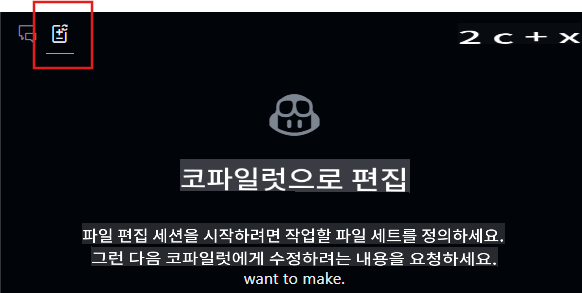 2 c + x
코파일럿으로 편집
파일 편집 세션을 시작하려면 작업할 파일 세트를 정의하세요.
그런 다음 코파일럿에게 수정하려는 내용을 요청하세요.
want to make.